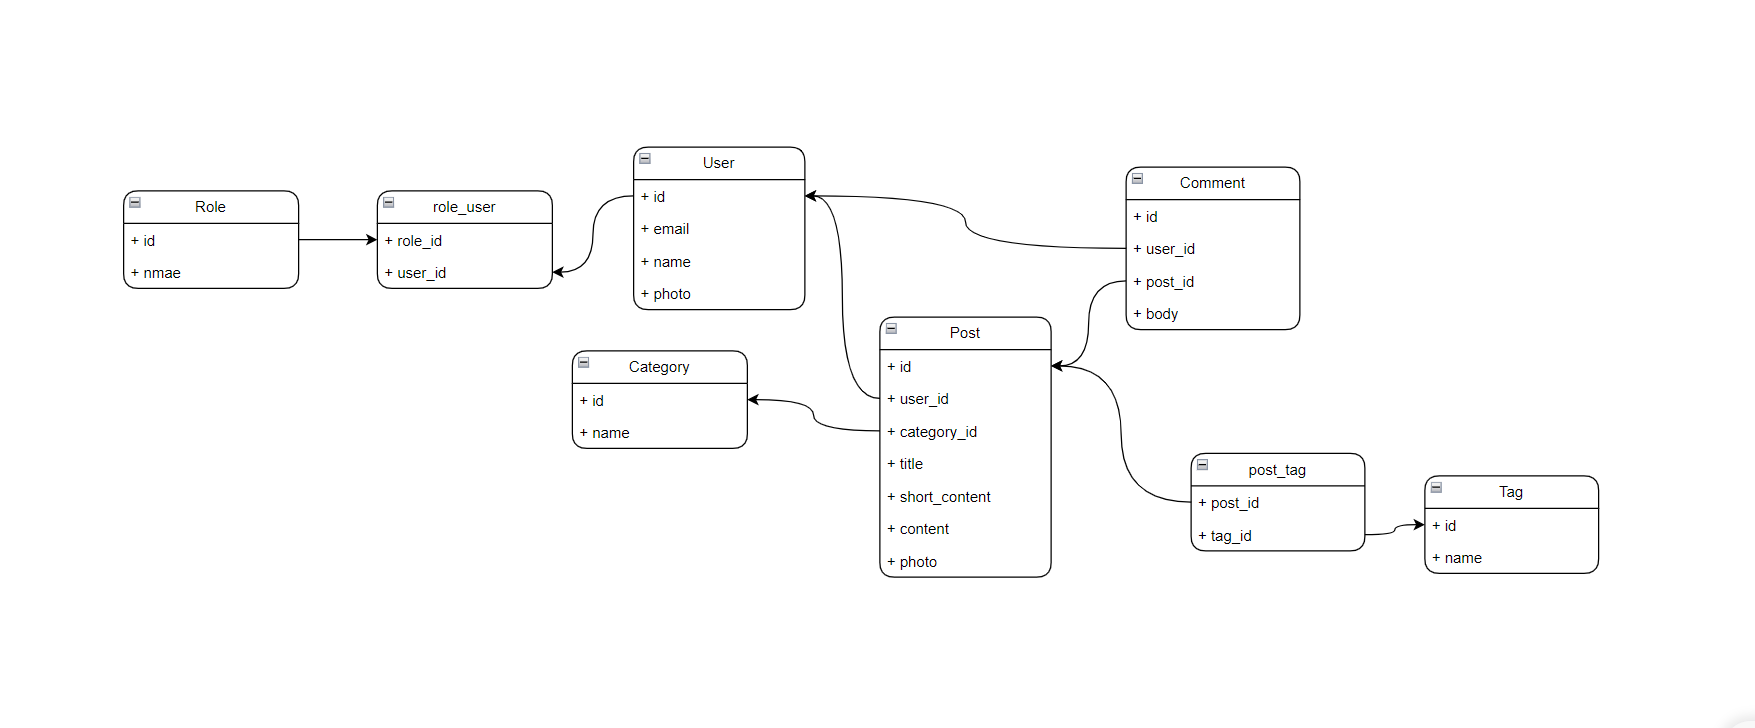 Role
+ id
+ nmae
role_user
+ role_id
+ user_id
User
+ id
+ email
+ name
+ photo
Category
+ id
+ name
Post
+ id
+ user_id
+ category_id
+ title
+ short_content
+ content
+ photo
Comment
+ id
+ user_id
+ post_id
+ body
post_tag
+ post_id
+ tag_id
Tag
+ id
+ name